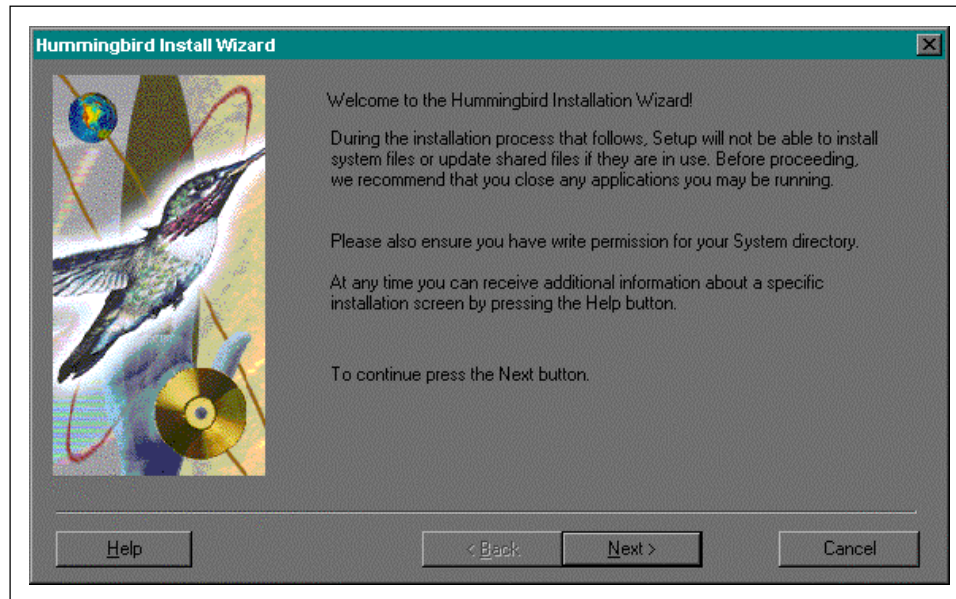 Hummingbird Install Wizard
Welcome to the Hummingbird Installation Wizard!
During the installation process that follows, Setup will not be able to install
system files or update shared files if they are in use. Before proceeding,
we recommend that you close any applications you may be running.
Please also ensure you have write permission for your System directory.
At any time you can receive additional information about a specific
installation screen by pressing the Help button.
To continue press the Next button.
Help
< Back
Next >
Cancel